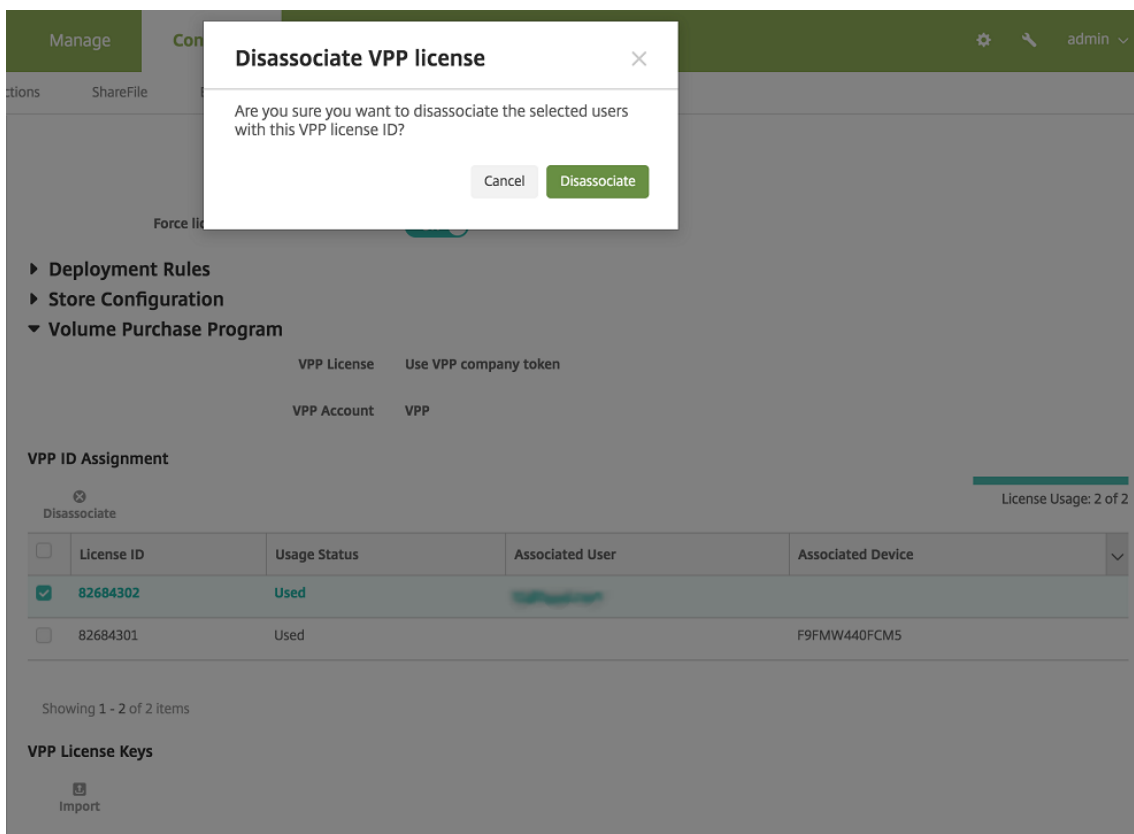 Manage
admin
ShareFile
Disassociate VPP license
Are you sure you want to disassociate the selected users
with this VPP license ID?
Cancel Disassociate
Force
Deployment Rules
Store Configuration
Volume Purchase Program
VPP License Use VPP company token
VPP Account VPP
VPP ID Assignment
Disassociate
License Usage: 2 of 2
License ID Usage Status Associated User Associated Device
82684302 Used
82684301 Used F9FMW440FCM5
Showing 1 - 2 of 2 items
VPP License Keys
Import